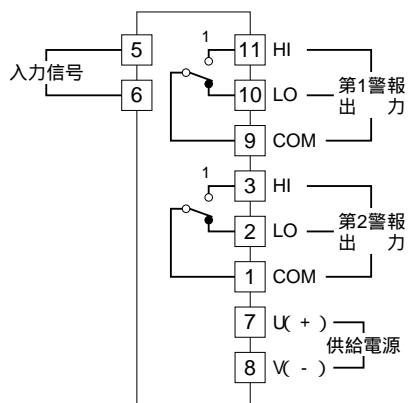 5
入力信号
6
1
11 HI
10 LO
第1警報
出 力
9 COM
1
3 HI
2 LO
第2警報
出 力
1 COM
7 U( + )
供給電源
8 V( - )